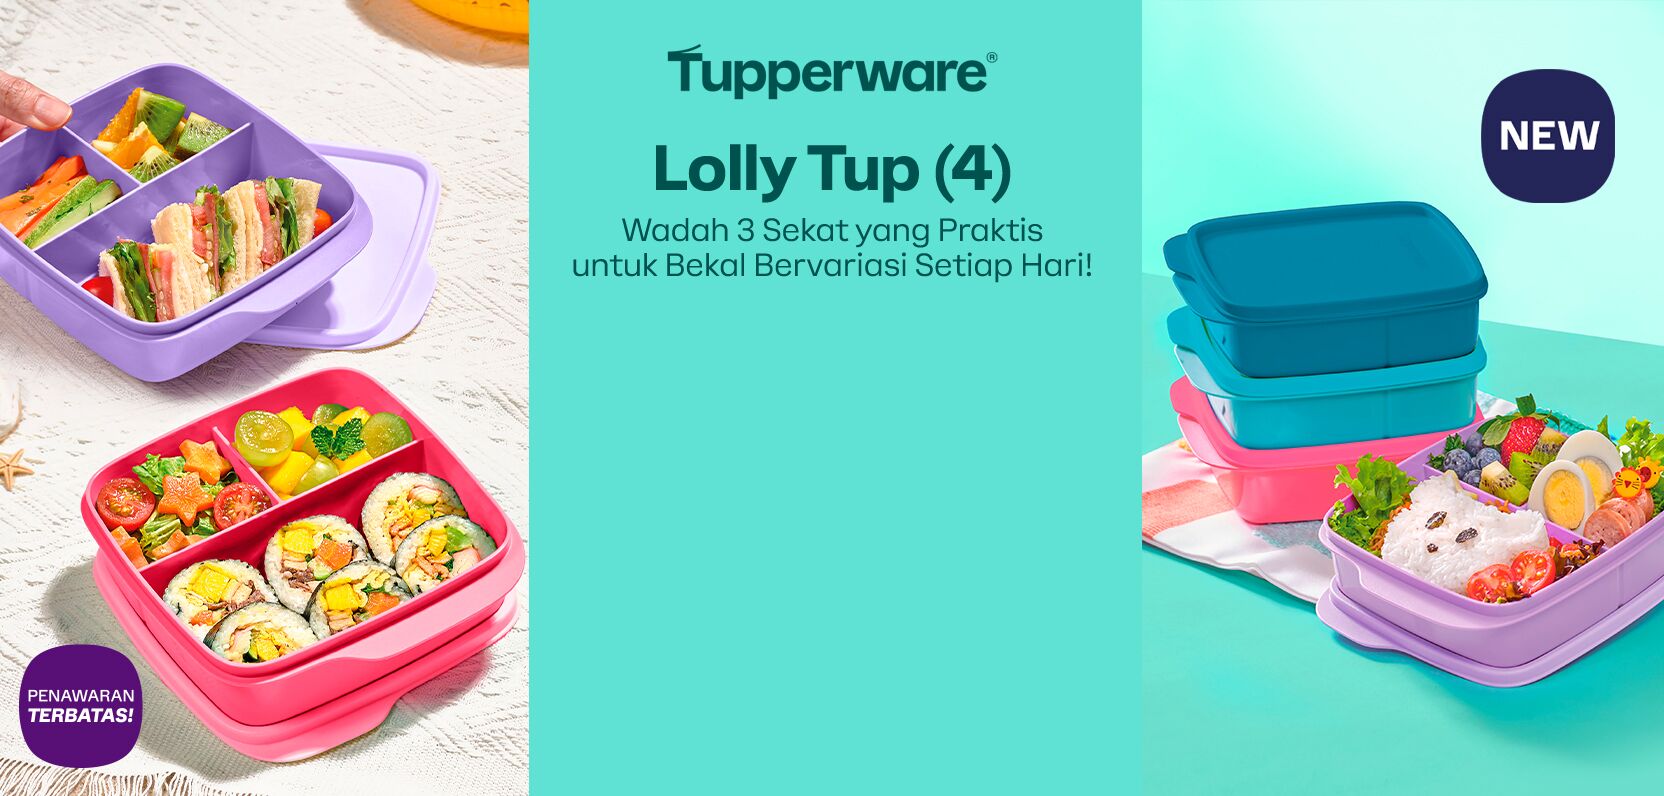 Tupperware®
Lolly Tup (4)
Wadah 3 Sekat yang Praktis
untuk Bekal Bervariasi Setiap Hari!
NEW
PENAWARAN
TERBATAS!